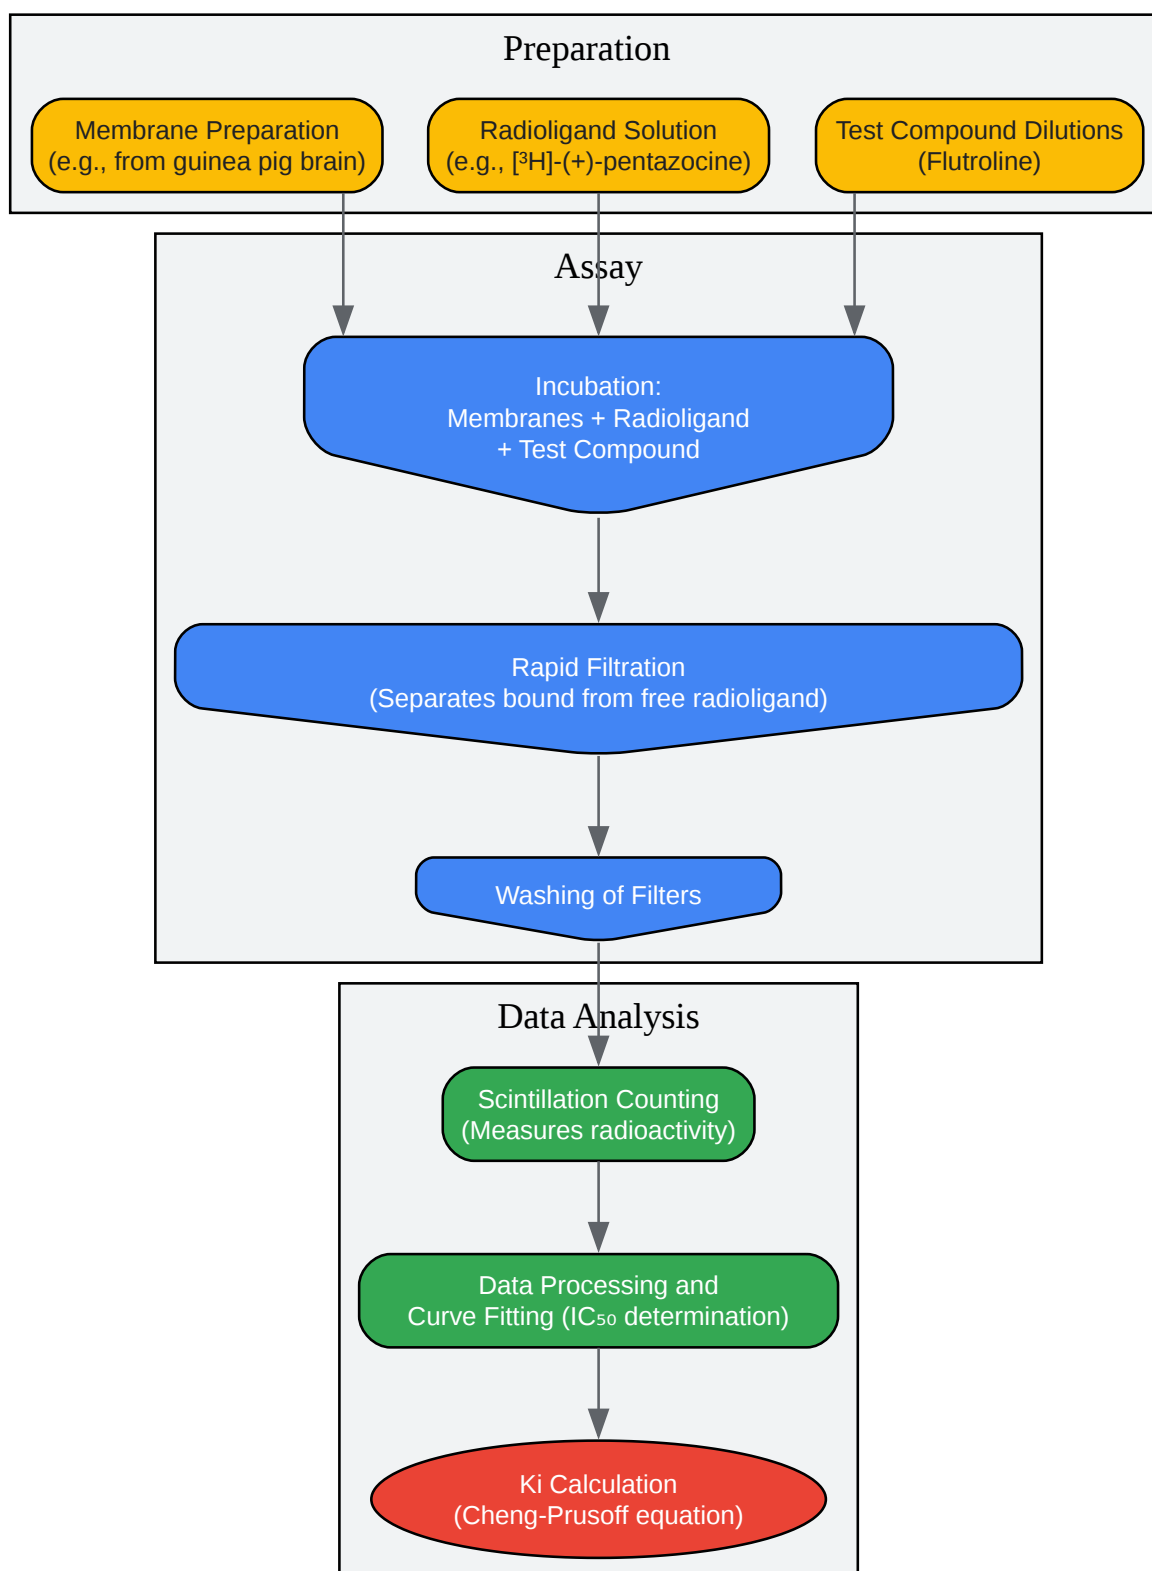 Preparation
Membrane Preparation
(e.g., from guinea pig brain)
Radioligand Solution
(e.g., [³H]-(+)-pentazocine)
Test Compound Dilutions
(Flutroline)
Assay
Incubation:
Membranes + Radioligand
+ Test Compound
Rapid Filtration
(Separates bound from free radioligand)
Washing of Filters
Data Analysis
Scintillation Counting
(Measures radioactivity)
Data Processing and
Curve Fitting (IC₅₀ determination)
Ki Calculation
(Cheng-Prusoff equation)